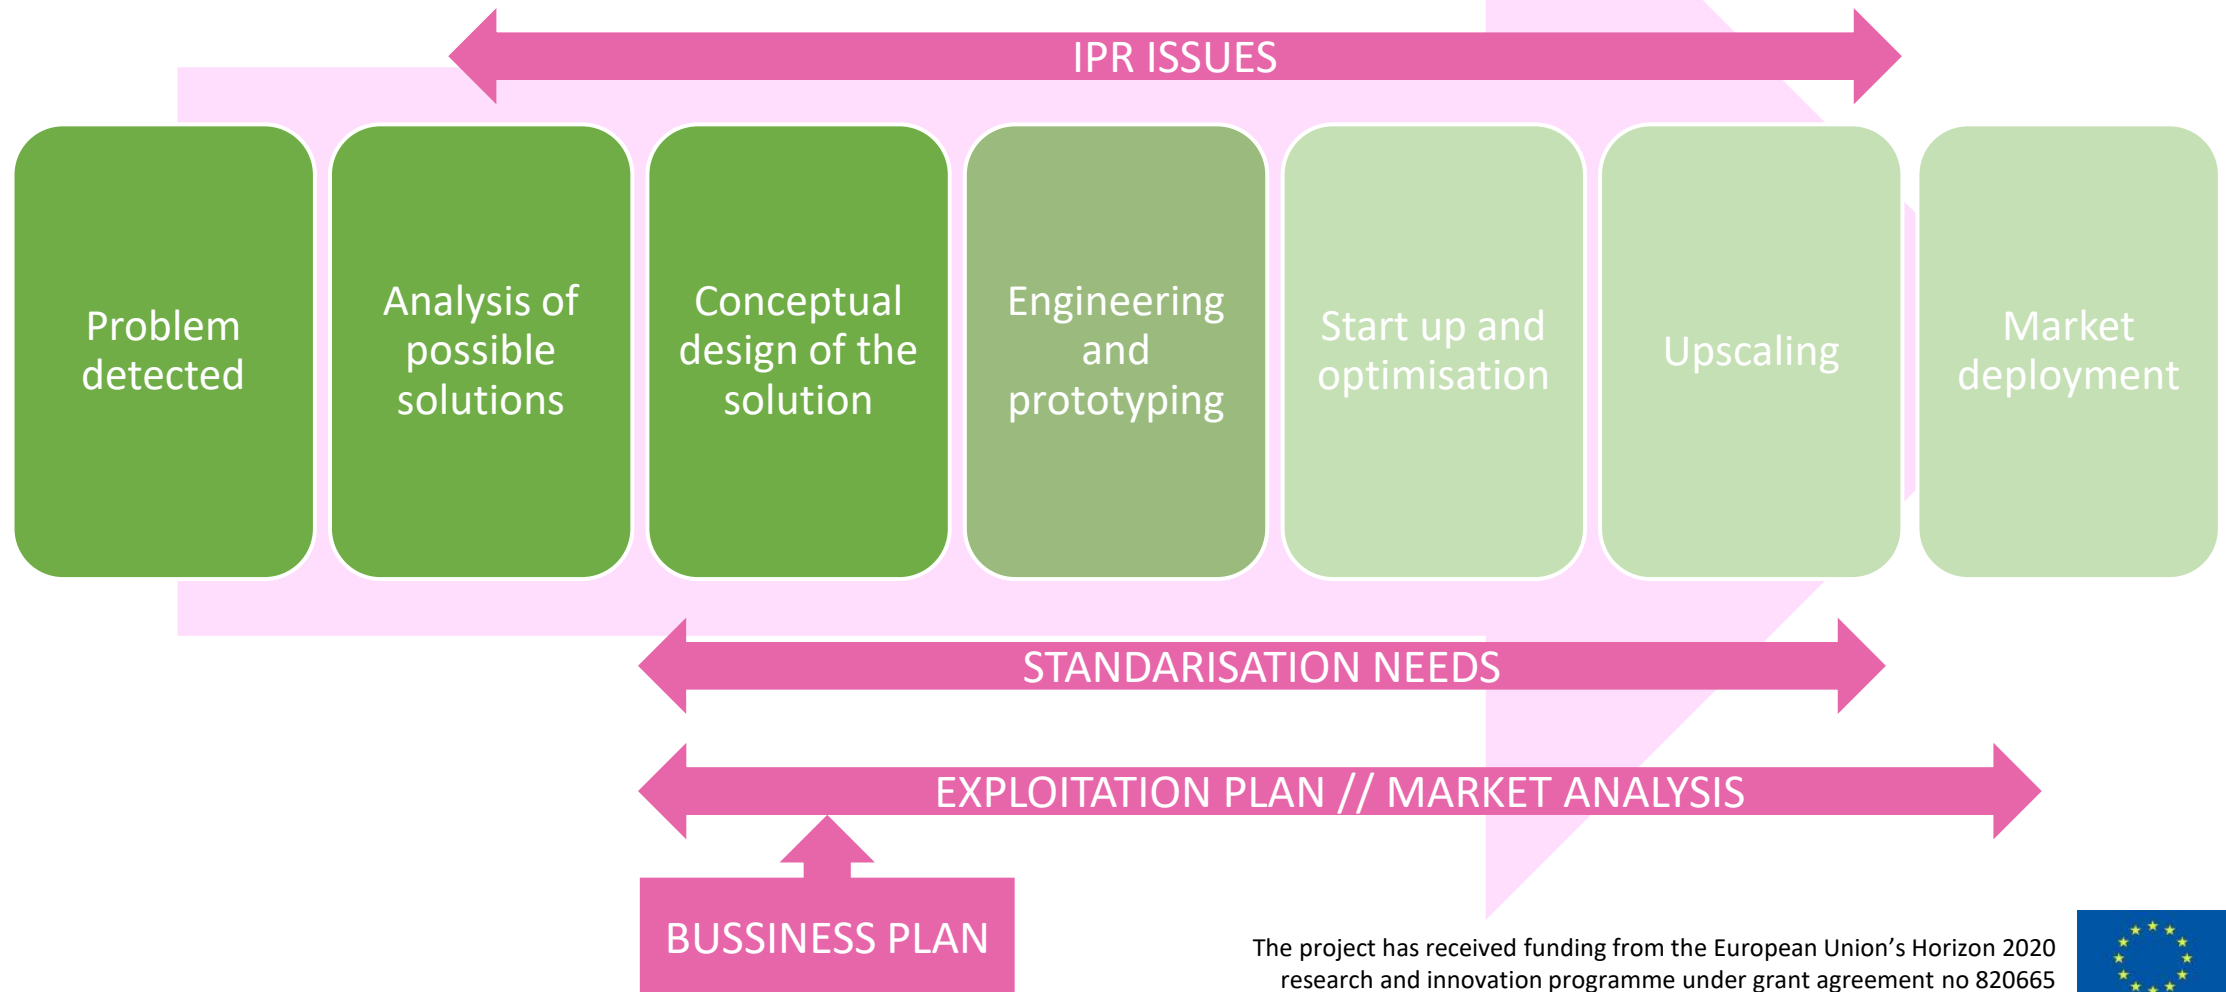 IPR ISSUES
Problem
detected
Analysis of
possible
solutions
Conceptual
design of the
solution
Engineering
and
prototyping
Start up and
optimisation
Upscaling
Market
deployment
STANDARISATION NEEDS
EXPLOITATION PLAN // MARKET ANALYSIS
BUSSINESS PLAN
The project has received funding from the European Union’s Horizon 2020
research and innovation programme under grant agreement no 820665